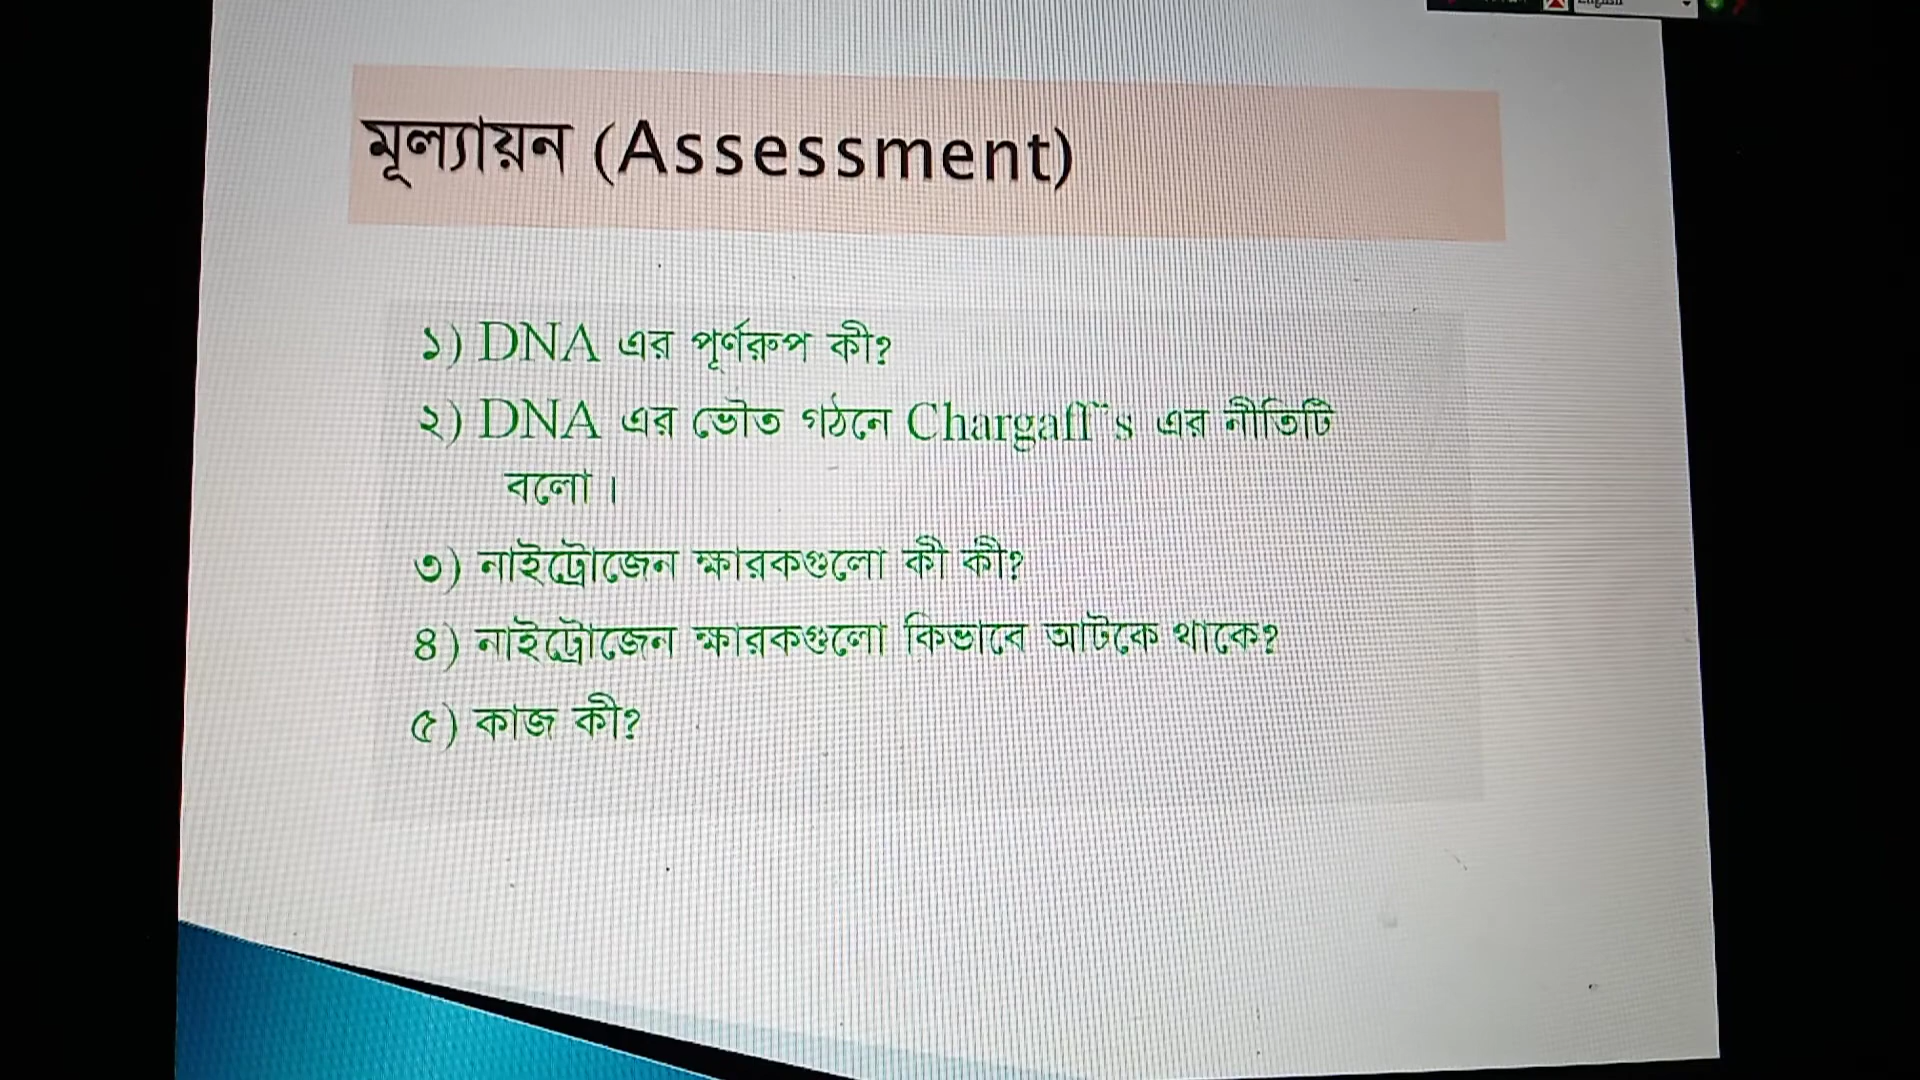 মূল্যায়ন (Assessment)
১) DNA এর পূর্ণরুপ কী?
২) DNA এর ভৌত গঠনে Chargaff¨s এর নীতিটি
বলো ।
৩) নাইট্রোজেন ক্ষারকগুলো কী কী?
৪) নাইট্রোজেন ক্ষারকগুলো কিভাবে আটকে থাকে?
৫) কাজ কী?